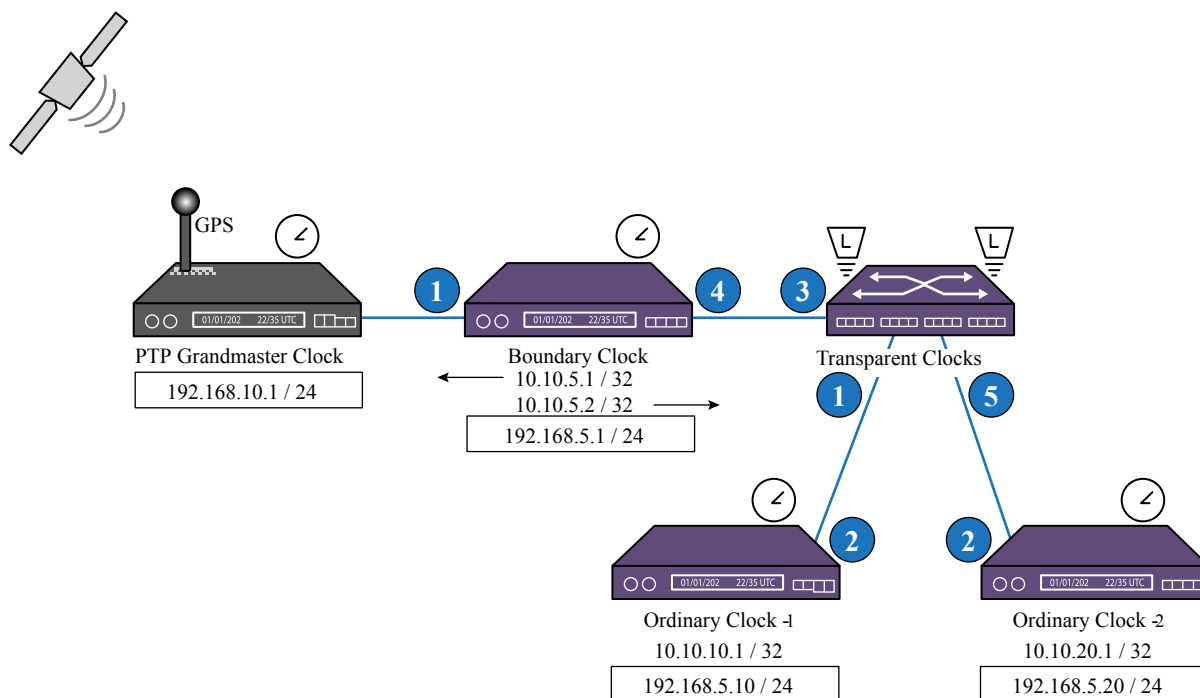 GPS
L
L
1
4
3
01/01/202 22/35 UTC
01/01/202 22/35 UTC
PTP Grandmaster Clock
192.168.10.1 / 24
Boundary Clock
10.10.5.1 / 32
10.10.5.2 / 32
192.168.5.1 / 24
Transparent Clocks
1
5
2
2
01/01/202 22/35 UTC
01/01/202 22/35 UTC
Ordinary Clock -1
10.10.10.1 / 32
192.168.5.10 / 24
Ordinary Clock -2
10.10.20.1 / 32
192.168.5.20 / 24